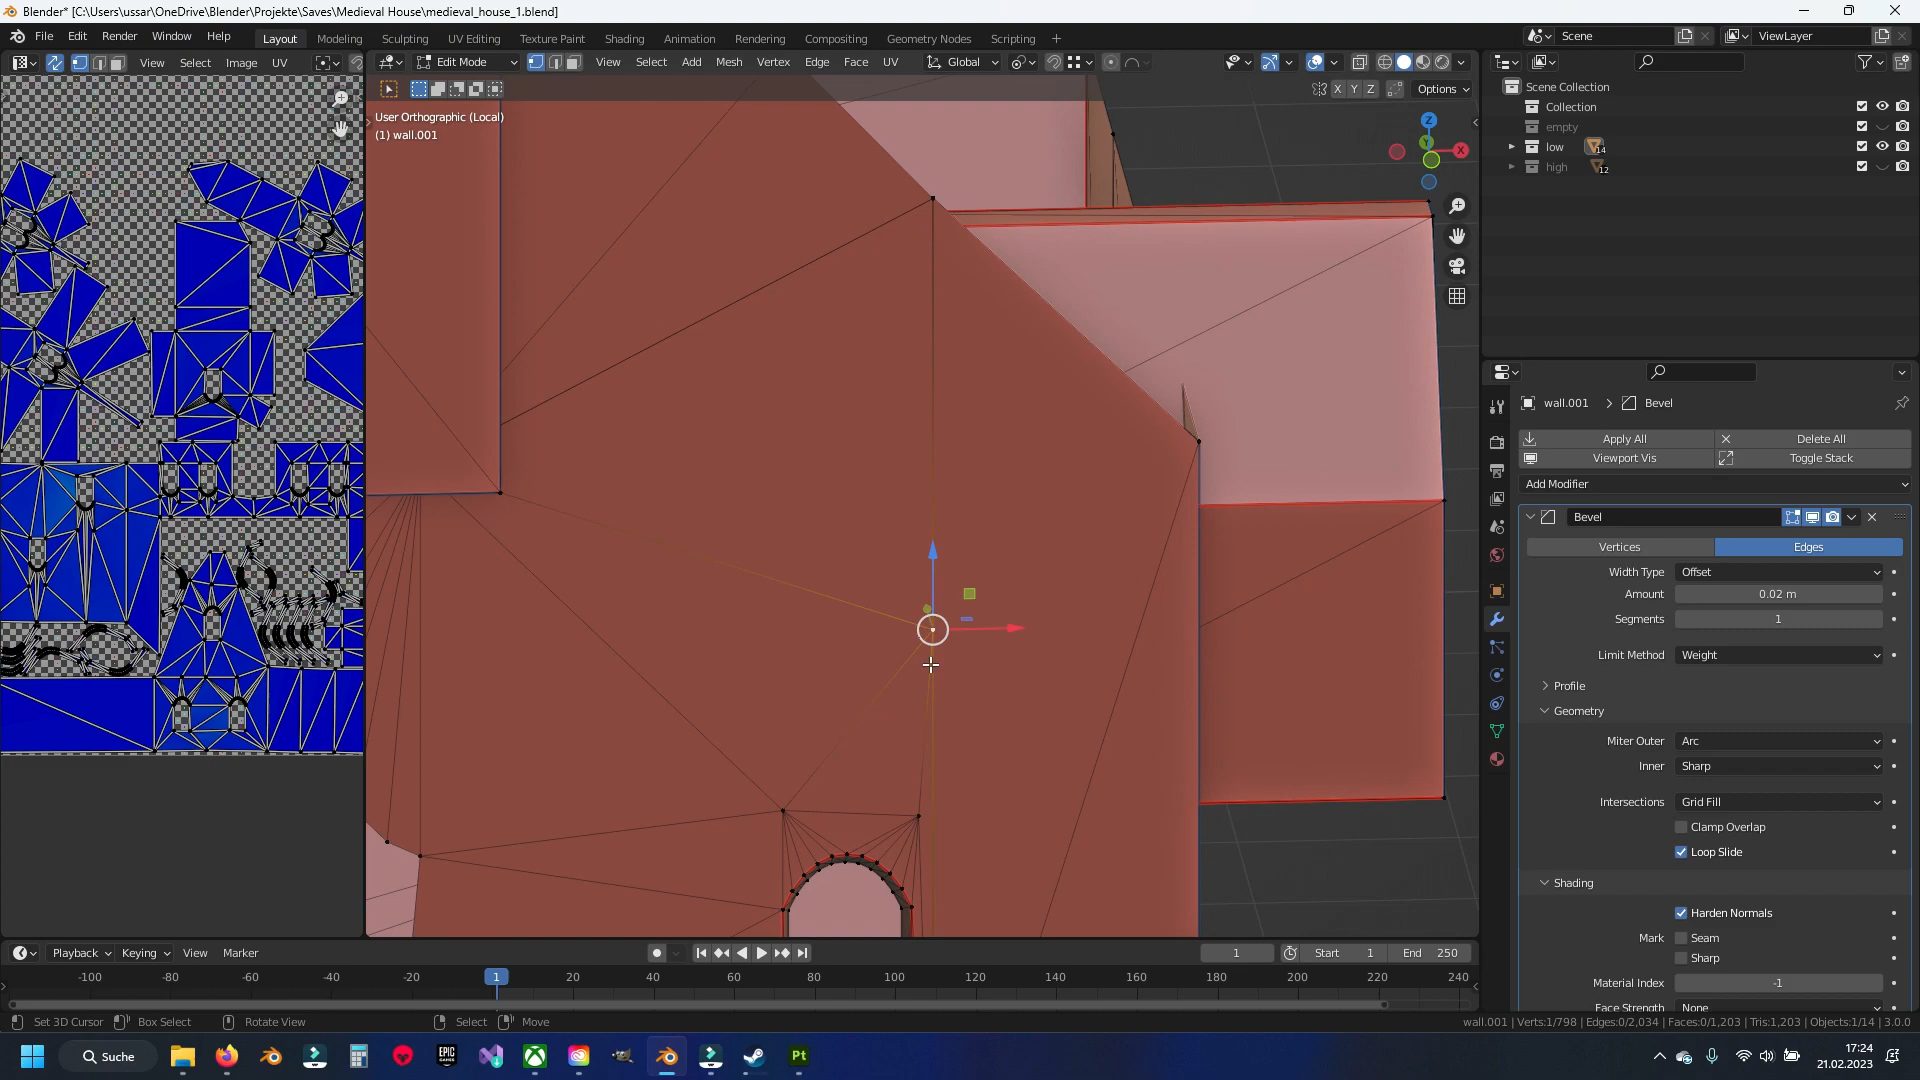 Blender* [C:\Users\ussar\OneDrive\Blender\Projekte\Saves\Medieval House\medieval_house_1.blend]
File Edit Render Window Help Layout Modeling Sculpting UV Editing Texture Paint Shading Animation Rendering Compositing Geometry Nodes Scripting + Scene ViewLayer
View Select Image UV
Edit Mode View Select Add Mesh Vertex Edge Face UV Global
X Y Z Options
User Orthographic (Local)
(1) wall.001
Z
Y
X
Scene Collection
Collection
empty
low 14
high 12
wall.001 > Bevel
Apply All Delete All
Viewport Vis Toggle Stack
Add Modifier
Bevel
Vertices Edges
Width Type Offset
Amount 0.02 m
Segments 1
Limit Method Weight
Profile
Geometry
Miter Outer Arc
Inner Sharp
Intersections Grid Fill
Clamp Overlap
Loop Slide
Shading
Harden Normals
Mark Seam
Sharp
Material Index -1
Face Strength None
Playback Keying View Marker 1 Start 1 End 250
-100 -80 -60 -40 -20 1 20 40 60 80 100 120 140 160 180 200 220 240
Set 3D Cursor Box Select Rotate View Select Move
wall.001 | Verts:1/798 | Edges:0/2,034 | Faces:0/1,203 | Tris:1,203 | Objects:1/14 | 3.0.0
Suche
EPIC GAMES
Pt
17:24
21.02.2023